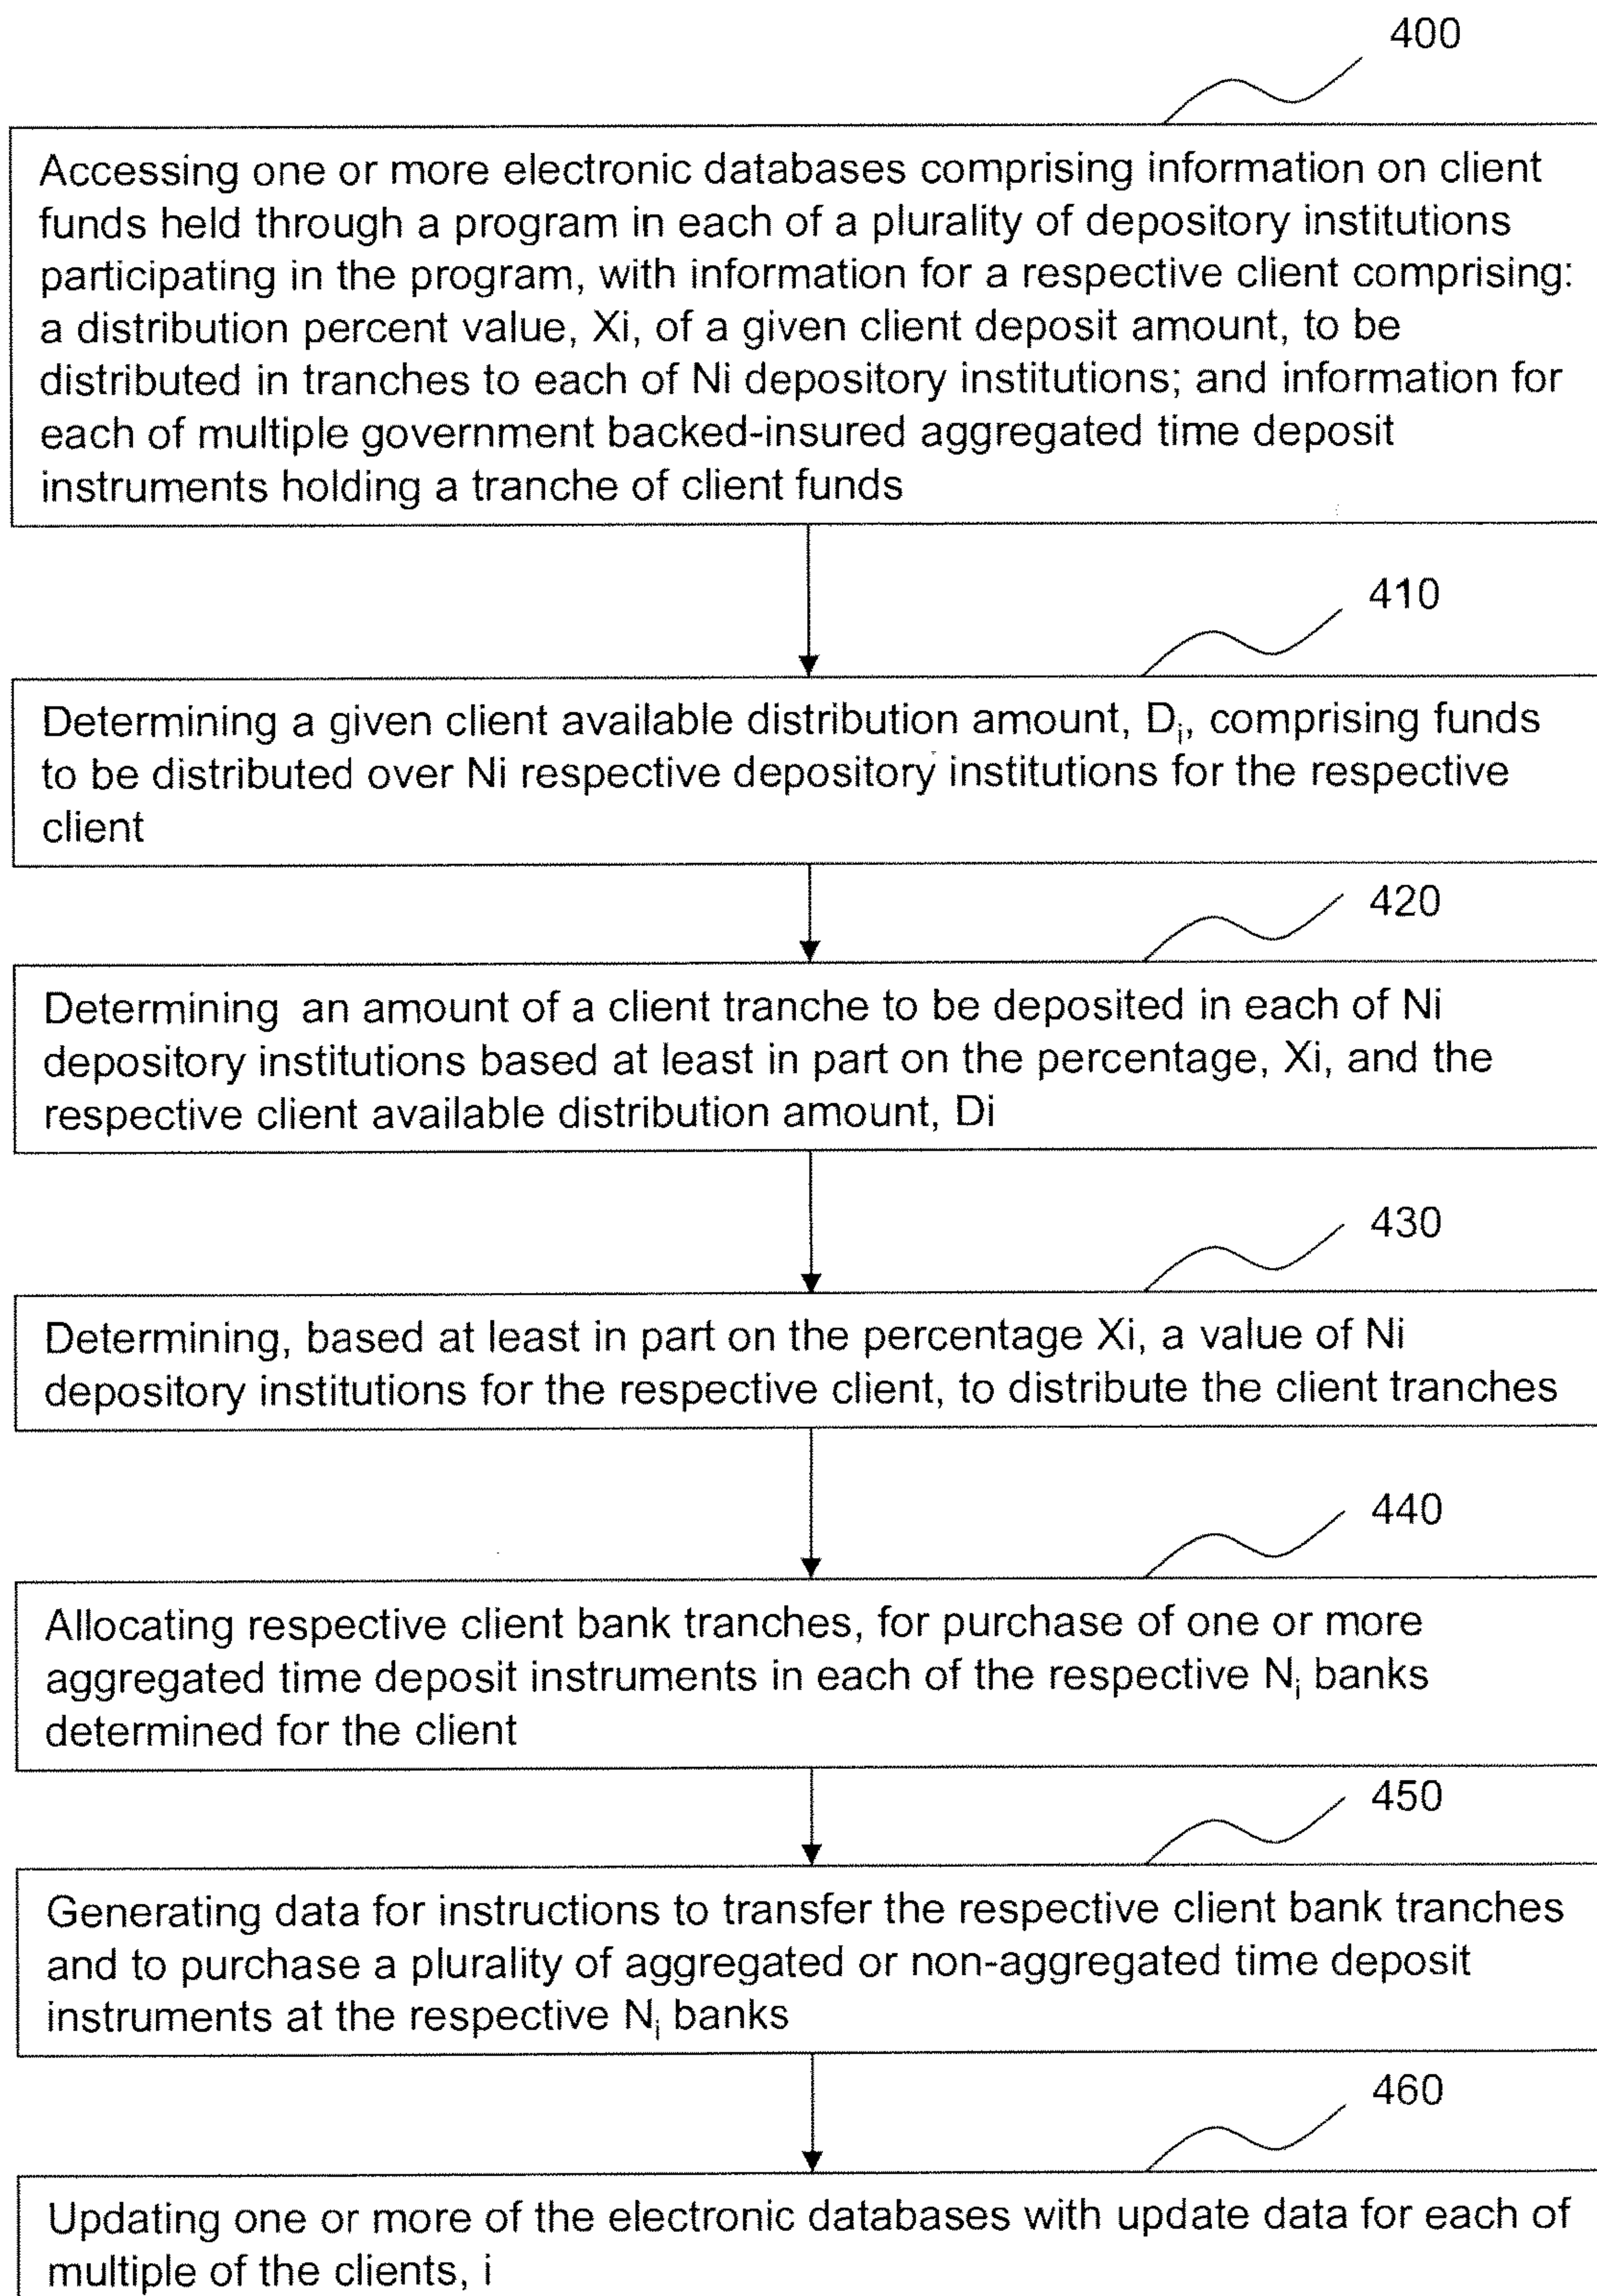 400
Accessing one or more electronic databases comprising information on client
funds held through a program in each of a plurality of depository institutions
participating in the program, with information for a respective client comprising:
a distribution percent value, Xi, of a given client deposit amount, to be
distributed in tranches to each of Ni depository institutions; and information for
each of multiple government backed-insured aggregated time deposit
instruments holding a tranche of client funds
410
Determining a given client available distribution amount, Di, comprising funds
to be distributed over Ni respective depository institutions for the respective
client
420
Determining an amount of a client tranche to be deposited in each of Ni
depository institutions based at least in part on the percentage, Xi, and the
respective client available distribution amount, Di
430
Determining, based at least in part on the percentage Xi, a value of Ni
depository institutions for the respective client, to distribute the client tranches
440
Allocating respective client bank tranches, for purchase of one or more
aggregated time deposit instruments in each of the respective Ni banks
determined for the client
450
Generating data for instructions to transfer the respective client bank tranches
and to purchase a plurality of aggregated or non-aggregated time deposit
instruments at the respective Ni banks
460
Updating one or more of the electronic databases with update data for each of
multiple of the clients, i